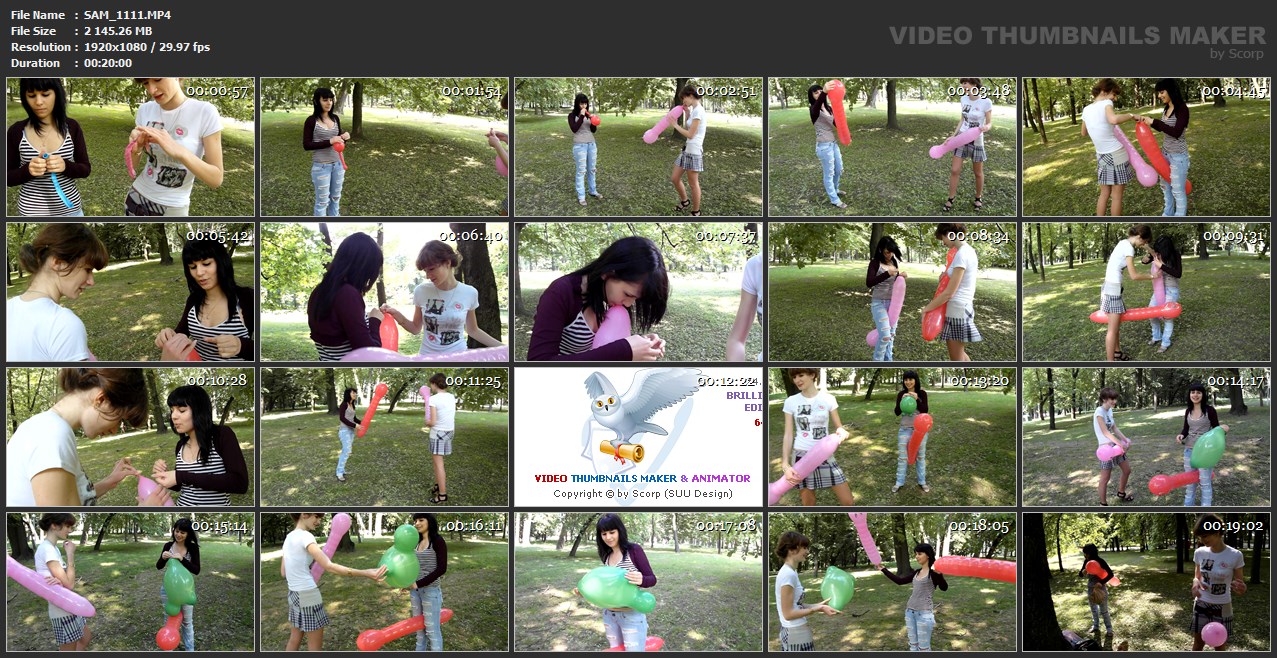 File Name : SAM_1111.MP4
File Size : 2 145.26 MB
Resolution : 1920x1080 / 29.97 fps
Duration : 00:20:00
VIDEO THUMBNAILS MAKER
by Scorp
00:00:57 00:01:54 00:02:51 00:03:48 00:04:45
00:05:42 00:06:40 00:07:37 00:08:34 00:09:31
00:10:28 00:11:25 00:12:22 00:13:20 00:14:17
BRILLI
EDI
VIDEO THUMBNAILS MAKER & ANIMATOR
Copyright © by Scorp (SUU Design)
00:15:14 00:16:11 00:17:08 00:18:05 00:19:02